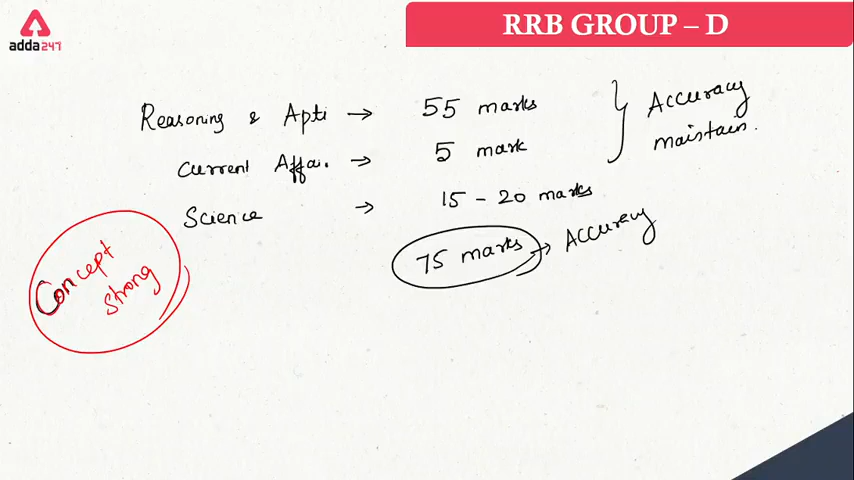 adda247
RRB GROUP – D
Reasoning & Apti → 55 marks
Accuracy
maintain.
Current Affai. → 5 mark
Science → 15 - 20 marks
75 marks → Accuracy
Concept
strong